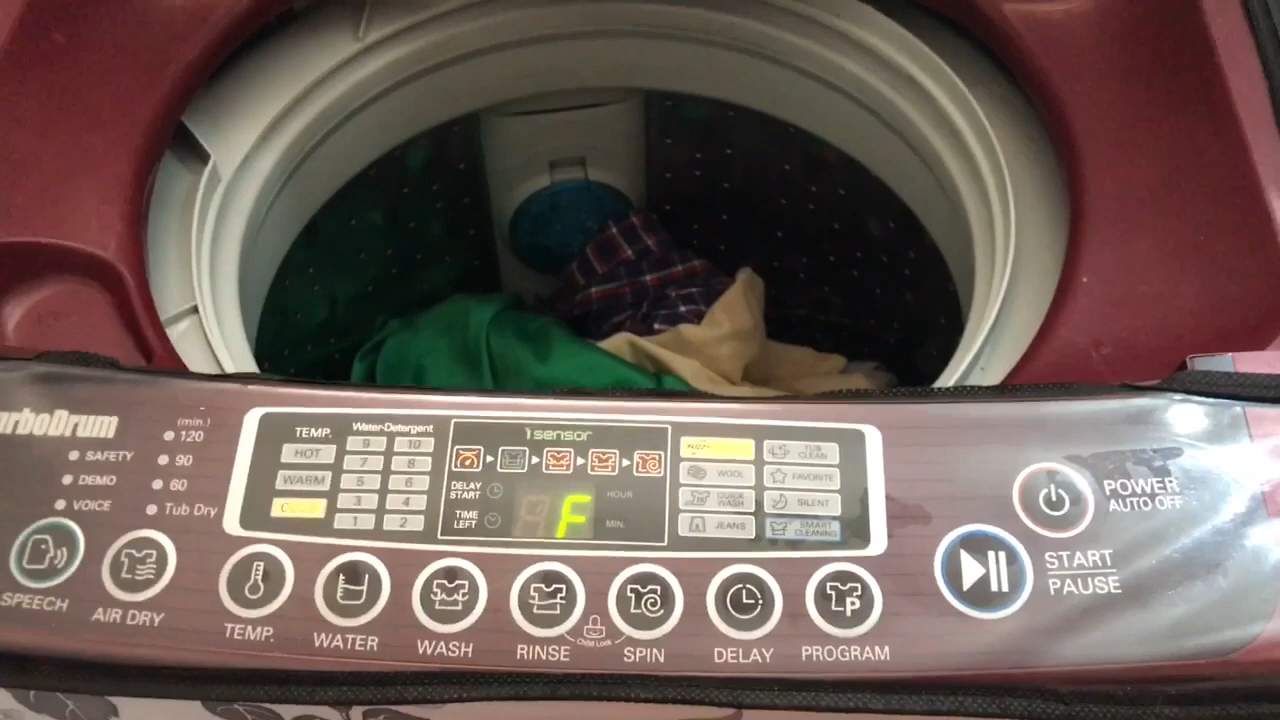 arboDrum
(min.)
120
90
60
Tub Dry
SAFETY
DEMO
VOICE
SPEECH
AIR DRY
TEMP.
HOT
WARM
Water-Detergent
9 10
7 8
5 6
3 4
1 2
sensor
DELAY START
HOUR
TIME LEFT
F
MIN.
WOOL
QUICK WASH
JEANS
TUB CLEAN
FAVORITE
SILENT
SMART CLEANING
POWER
AUTO OFF
START
PAUSE
TEMP.
WATER
WASH
RINSE
Child Lock
SPIN
DELAY
P
PROGRAM